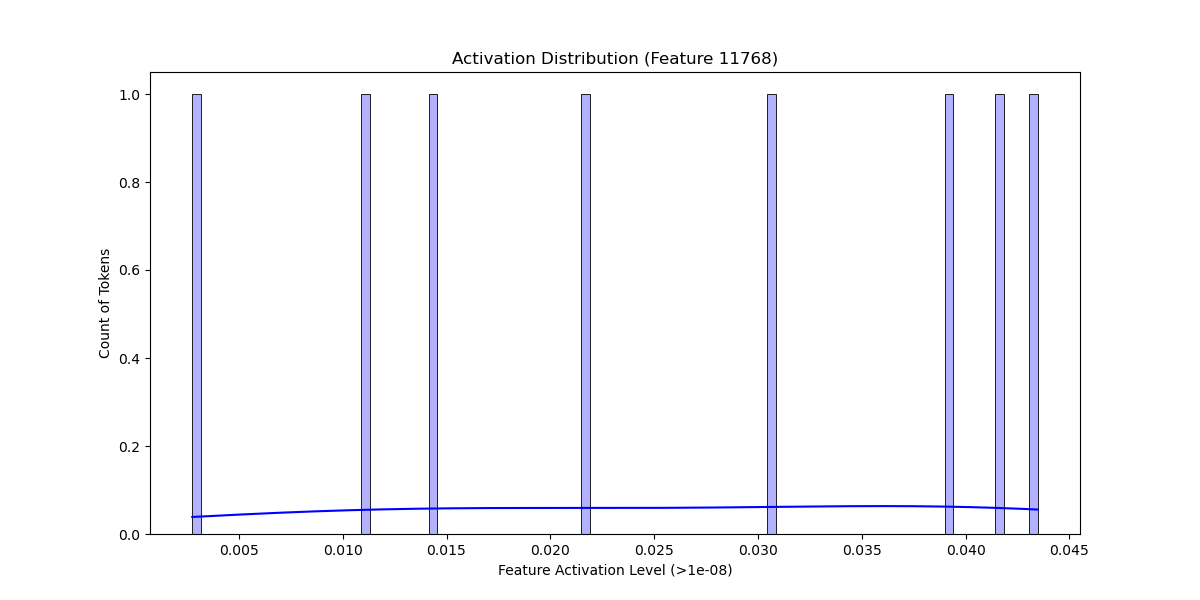 Activation Distribution (Feature 11768)
Count of Tokens
1.0
0.8
0.6
0.4
0.2
0.0
0.005 0.010 0.015 0.020 0.025 0.030 0.035 0.040 0.045
Feature Activation Level (>1e-08)